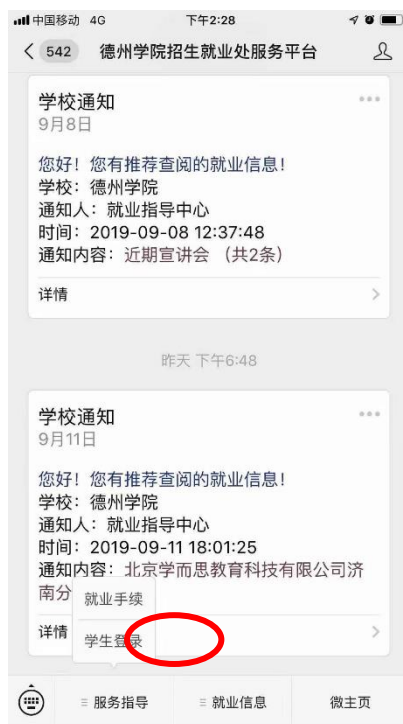 中国移动 4G 下午2:28
542 德州学院招生就业处服务平台
学校通知
9月8日
您好！您有推荐查阅的就业信息！
学校：德州学院
通知人：就业指导中心
时间：2019-09-08 12:37:48
通知内容：近期宣讲会 （共2条）
详情
昨天 下午6:48
学校通知
9月11日
您好！您有推荐查阅的就业信息！
学校：德州学院
通知人：就业指导中心
时间：2019-09-11 18:01:25
通知内容：北京学而思教育科技有限公司济
南分
就业手续
详情
学生登录
服务指导 就业信息 微主页